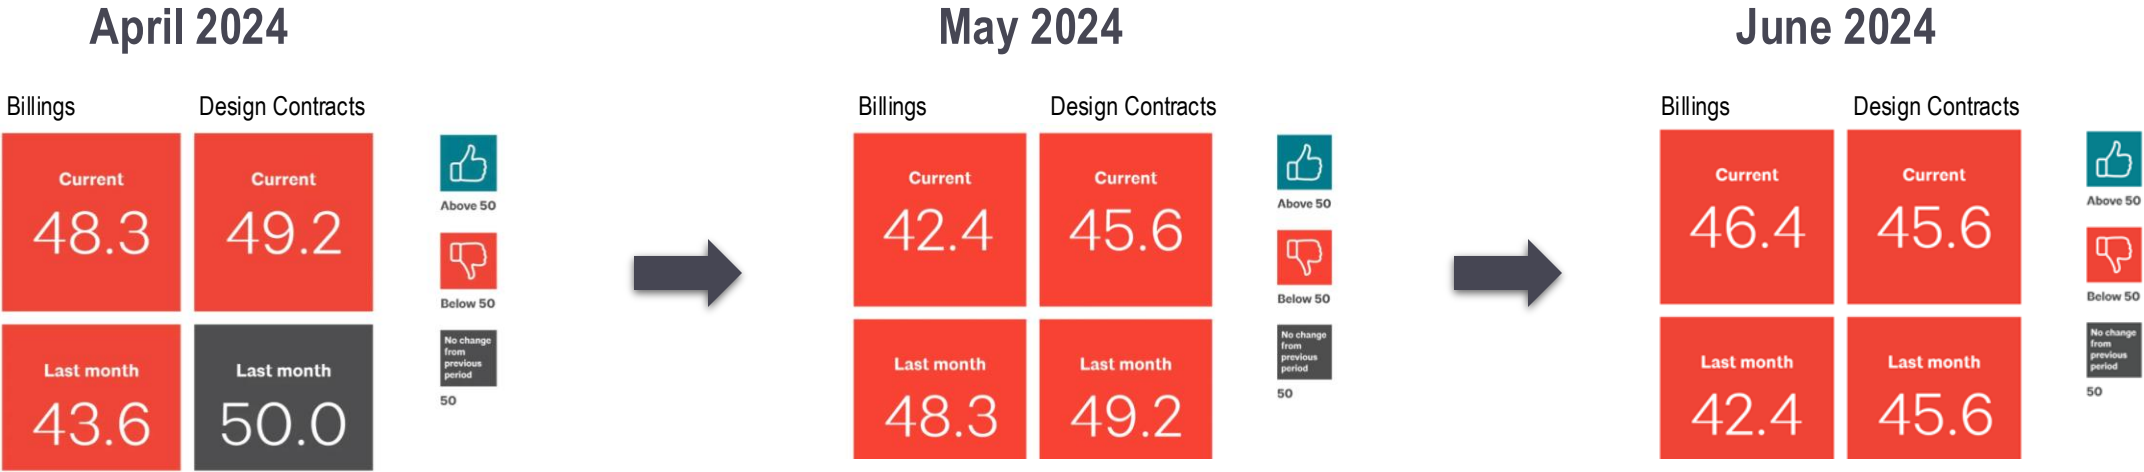 April 2024
Billings
Design Contracts
Current
48.3
Current
49.2
Last month
43.6
Last month
50.0
Above 50
Below 50
No change
from
previous
period
50
May 2024
Billings
Design Contracts
Current
42.4
Current
45.6
Last month
48.3
Last month
49.2
Above 50
Below 50
No change
from
previous
period
50
June 2024
Billings
Design Contracts
Current
46.4
Current
45.6
Last month
42.4
Last month
45.6
Above 50
Below 50
No change
from
previous
period
50